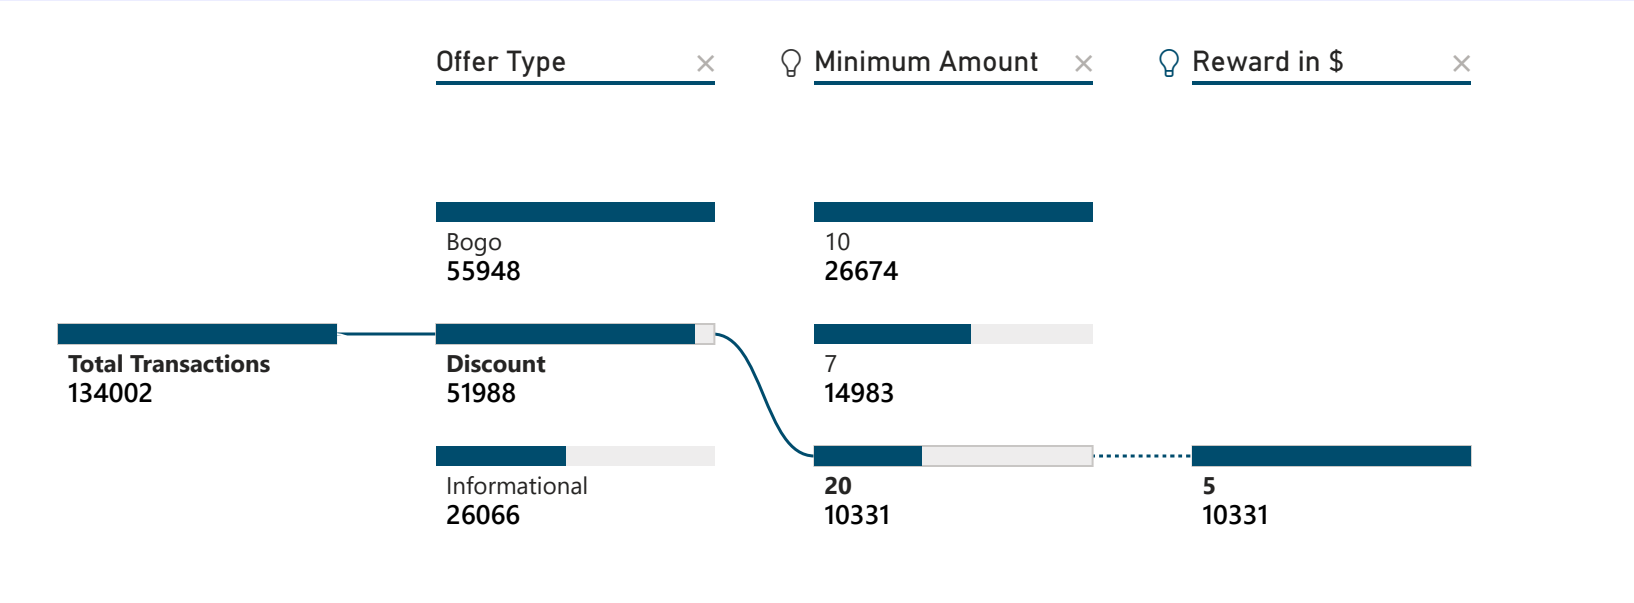 Offer Type
Minimum Amount
Reward in $
Bogo
55948
10
26674
Total Transactions
134002
Discount
51988
7
14983
Informational
26066
20
10331
5
10331